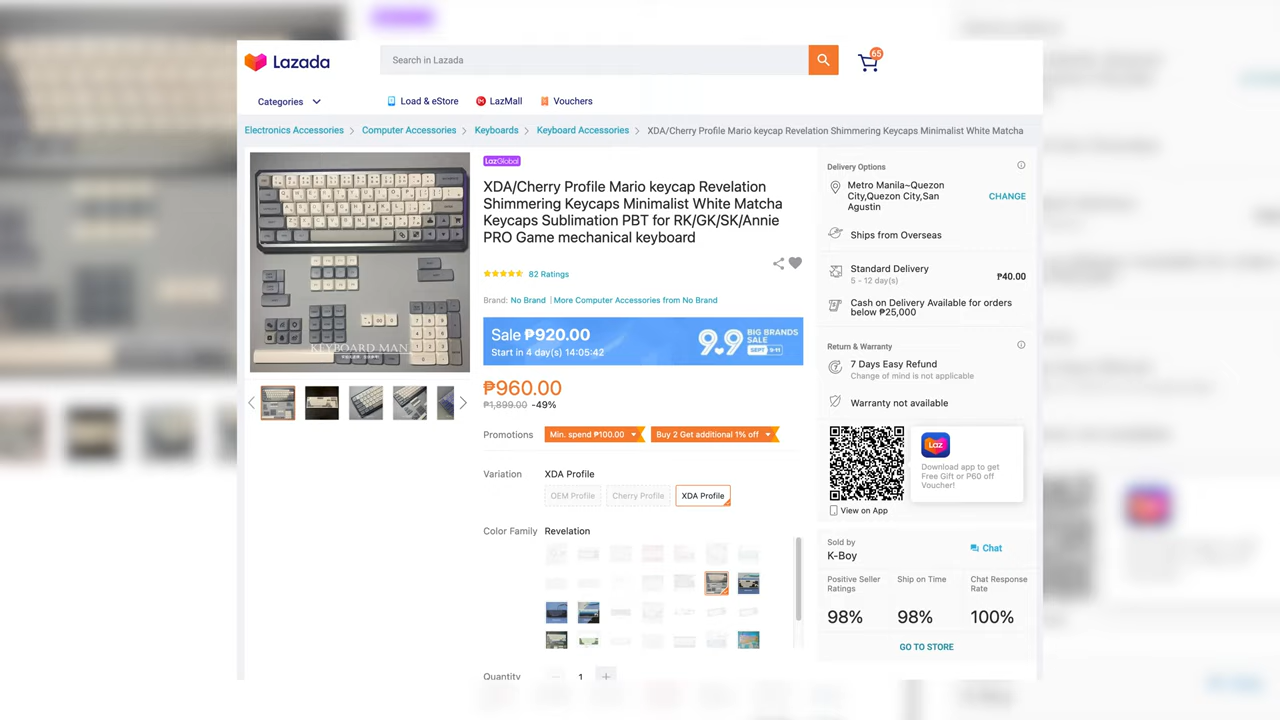 Lazada
Search in Lazada
65
Categories
Load & eStore
LazMall
Vouchers
Electronics Accessories
Computer Accessories
Keyboards
Keyboard Accessories
XDA/Cherry Profile Mario keycap Revelation Shimmering Keycaps Minimalist White Matcha
LazGlobal
XDA/Cherry Profile Mario keycap Revelation
Shimmering Keycaps Minimalist White Matcha
Keycaps Sublimation PBT for RK/GK/SK/Annie
PRO Game mechanical keyboard
82 Ratings
Brand: No Brand | More Computer Accessories from No Brand
Sale ₱920.00
Start in 4 day(s) 14:05:42
9.9
BIG BRANDS
SALE
SEPT 9-11
₱960.00
₱1,899.00 -49%
Promotions
Min. spend ₱100.00
Buy 2 Get additional 1% off
Variation
XDA Profile
OEM Profile
Cherry Profile
XDA Profile
Color Family
Revelation
Quantity
1
KEYBOARD MAN
Delivery Options
Metro Manila~Quezon
City,Quezon City,San
Agustin
CHANGE
Ships from Overseas
Standard Delivery
5 - 12 day(s)
₱40.00
Cash on Delivery Available for orders
below ₱25,000
Return & Warranty
7 Days Easy Refund
Change of mind is not applicable
Warranty not available
Laz
Download app to get
Free Gift or P60 off
Voucher!
View on App
Sold by
K-Boy
Chat
Positive Seller
Ratings
Ship on Time
Chat Response
Rate
98%
98%
100%
GO TO STORE